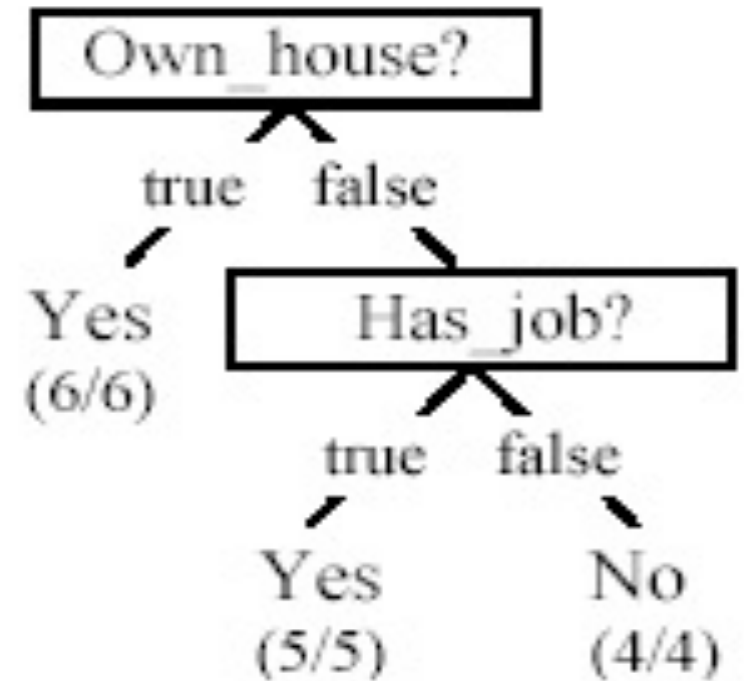 Own_house?
true false
Yes
(6/6)
Has_job?
true false
Yes No
(5/5) (4/4)